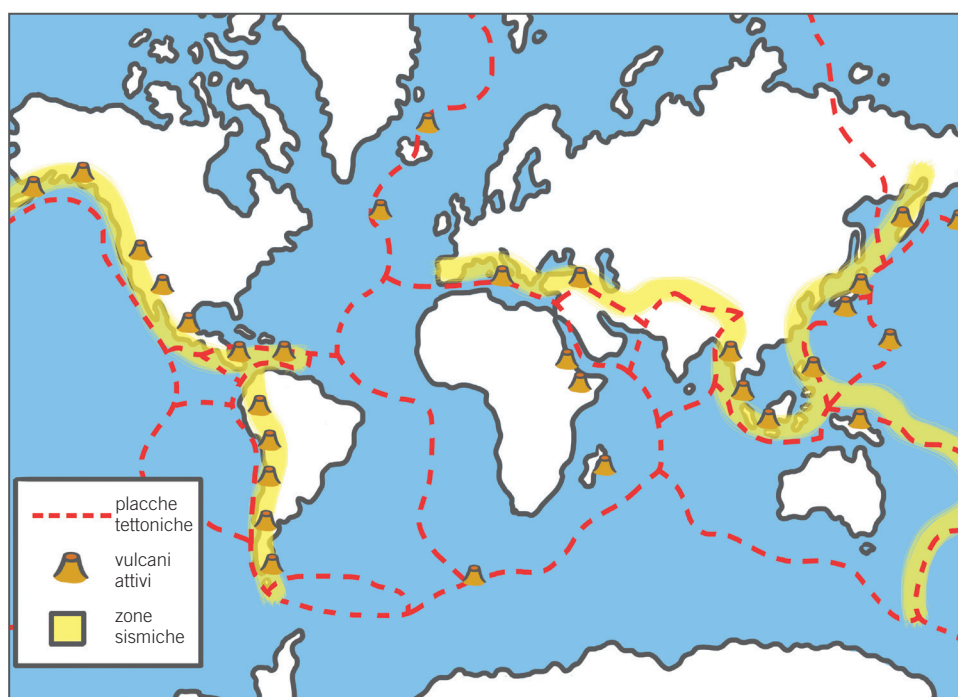 placche
tettoniche
vulcani
attivi
zone
sismiche